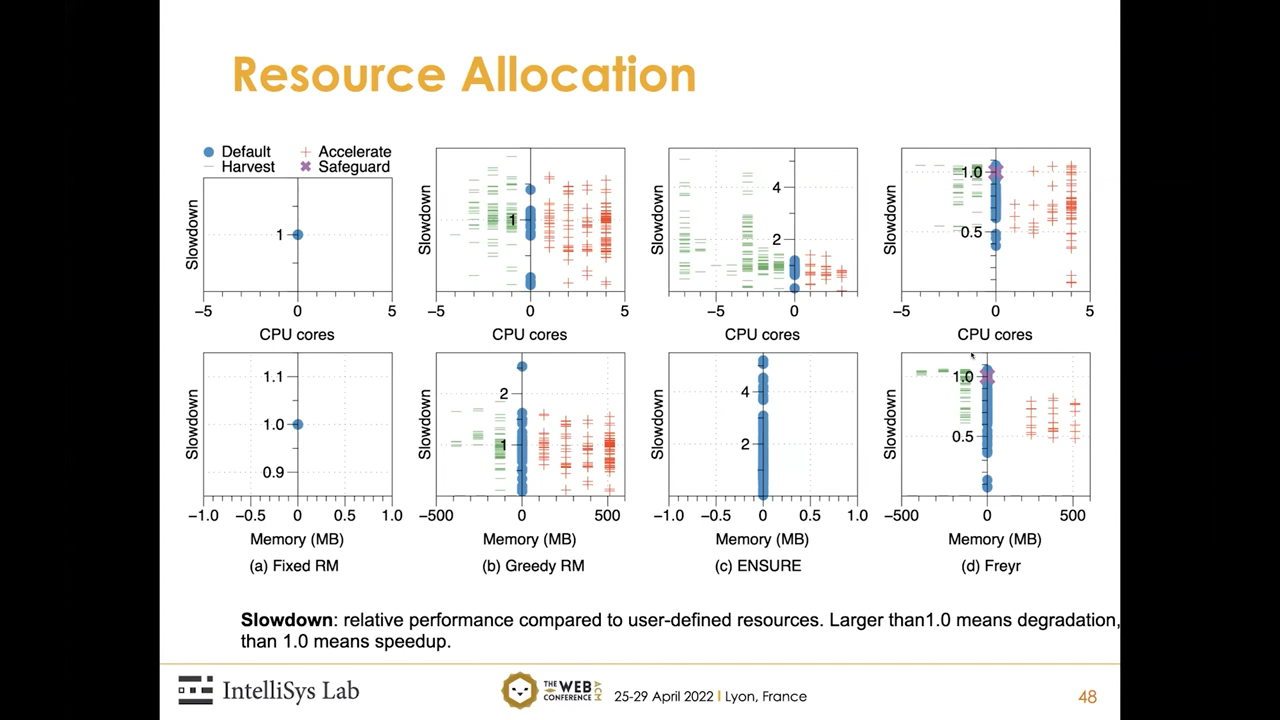 Resource Allocation
Default
Accelerate
Harvest
Safeguard
Slowdown
1
−5
0
5
CPU cores
Slowdown
1
−5
0
5
CPU cores
Slowdown
4
2
−5
0
CPU cores
Slowdown
1.0
0.5
−5
0
5
CPU cores
Slowdown
1.1
1.0
0.9
−1.0
−0.5
0
0.5
1.0
Memory (MB)
(a) Fixed RM
Slowdown
2
1
−500
0
500
Memory (MB)
(b) Greedy RM
Slowdown
4
2
−1.0
−0.5
0
0.5
1.0
Memory (MB)
(c) ENSURE
Slowdown
1.0
0.5
−500
0
500
Memory (MB)
(d) Freyr
Slowdown: relative performance compared to user-defined resources. Larger than1.0 means degradation,
than 1.0 means speedup.
IntelliSys Lab
THE WEB CONFERENCE ACM
25-29 April 2022 | Lyon, France
48